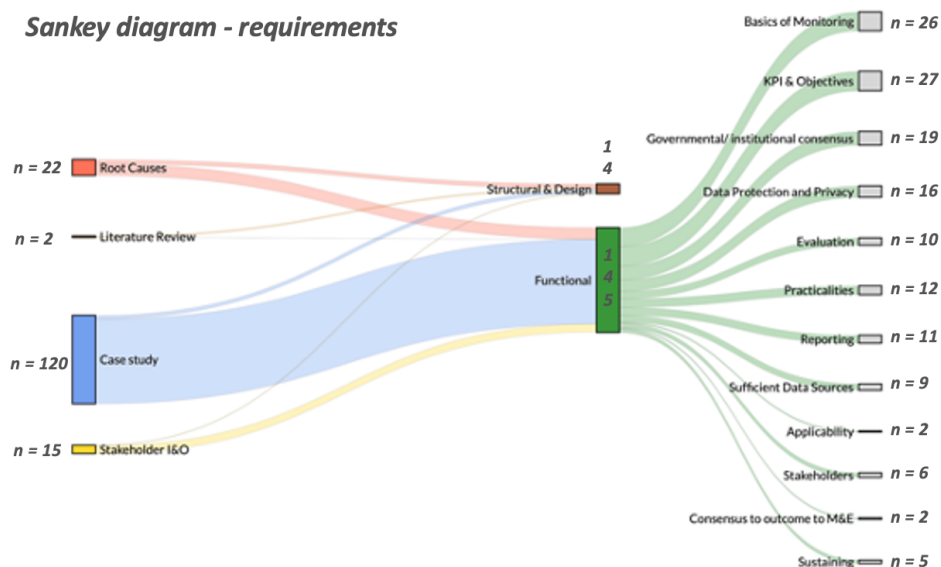 Sankey diagram - requirements
n = 22
Root Causes
n = 2
Literature Review
n = 120
Case study
n = 15
Stakeholder I&O
1
4
Structural & Design
Functional
1
4
5
Basics of Monitoring
n = 26
KPI & Objectives
n = 27
Governmental/ institutional consensus
n = 19
Data Protection and Privacy
n = 16
Evaluation
n = 10
Practicalities
n = 12
Reporting
n = 11
Sufficient Data Sources
n = 9
Applicability
n = 2
Stakeholders
n = 6
Consensus to outcome to M&E
n = 2
Sustaining
n = 5